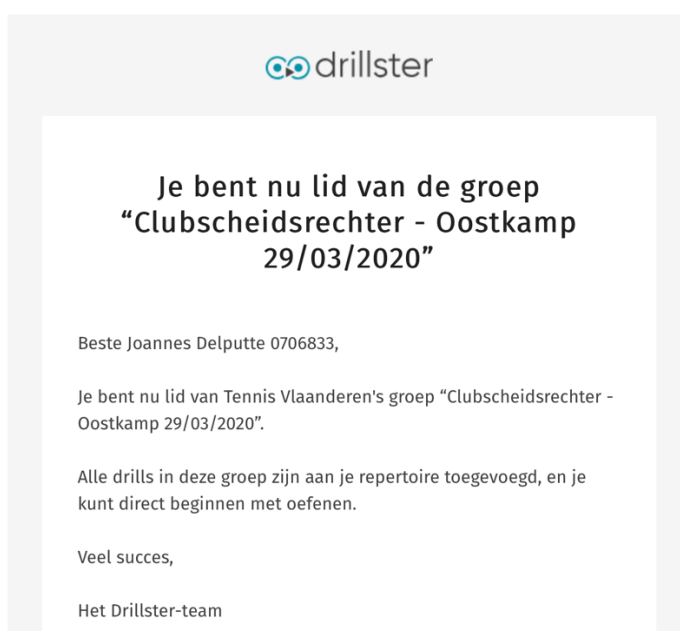 drillster
Je bent nu lid van de groep
“Clubscheidsrechter - Oostkamp
29/03/2020”
Beste Joannes Delputte 0706833,
Je bent nu lid van Tennis Vlaanderen's groep “Clubscheidsrechter -
Oostkamp 29/03/2020”.
Alle drills in deze groep zijn aan je repertoire toegevoegd, en je
kunt direct beginnen met oefenen.
Veel succes,
Het Drillster-team